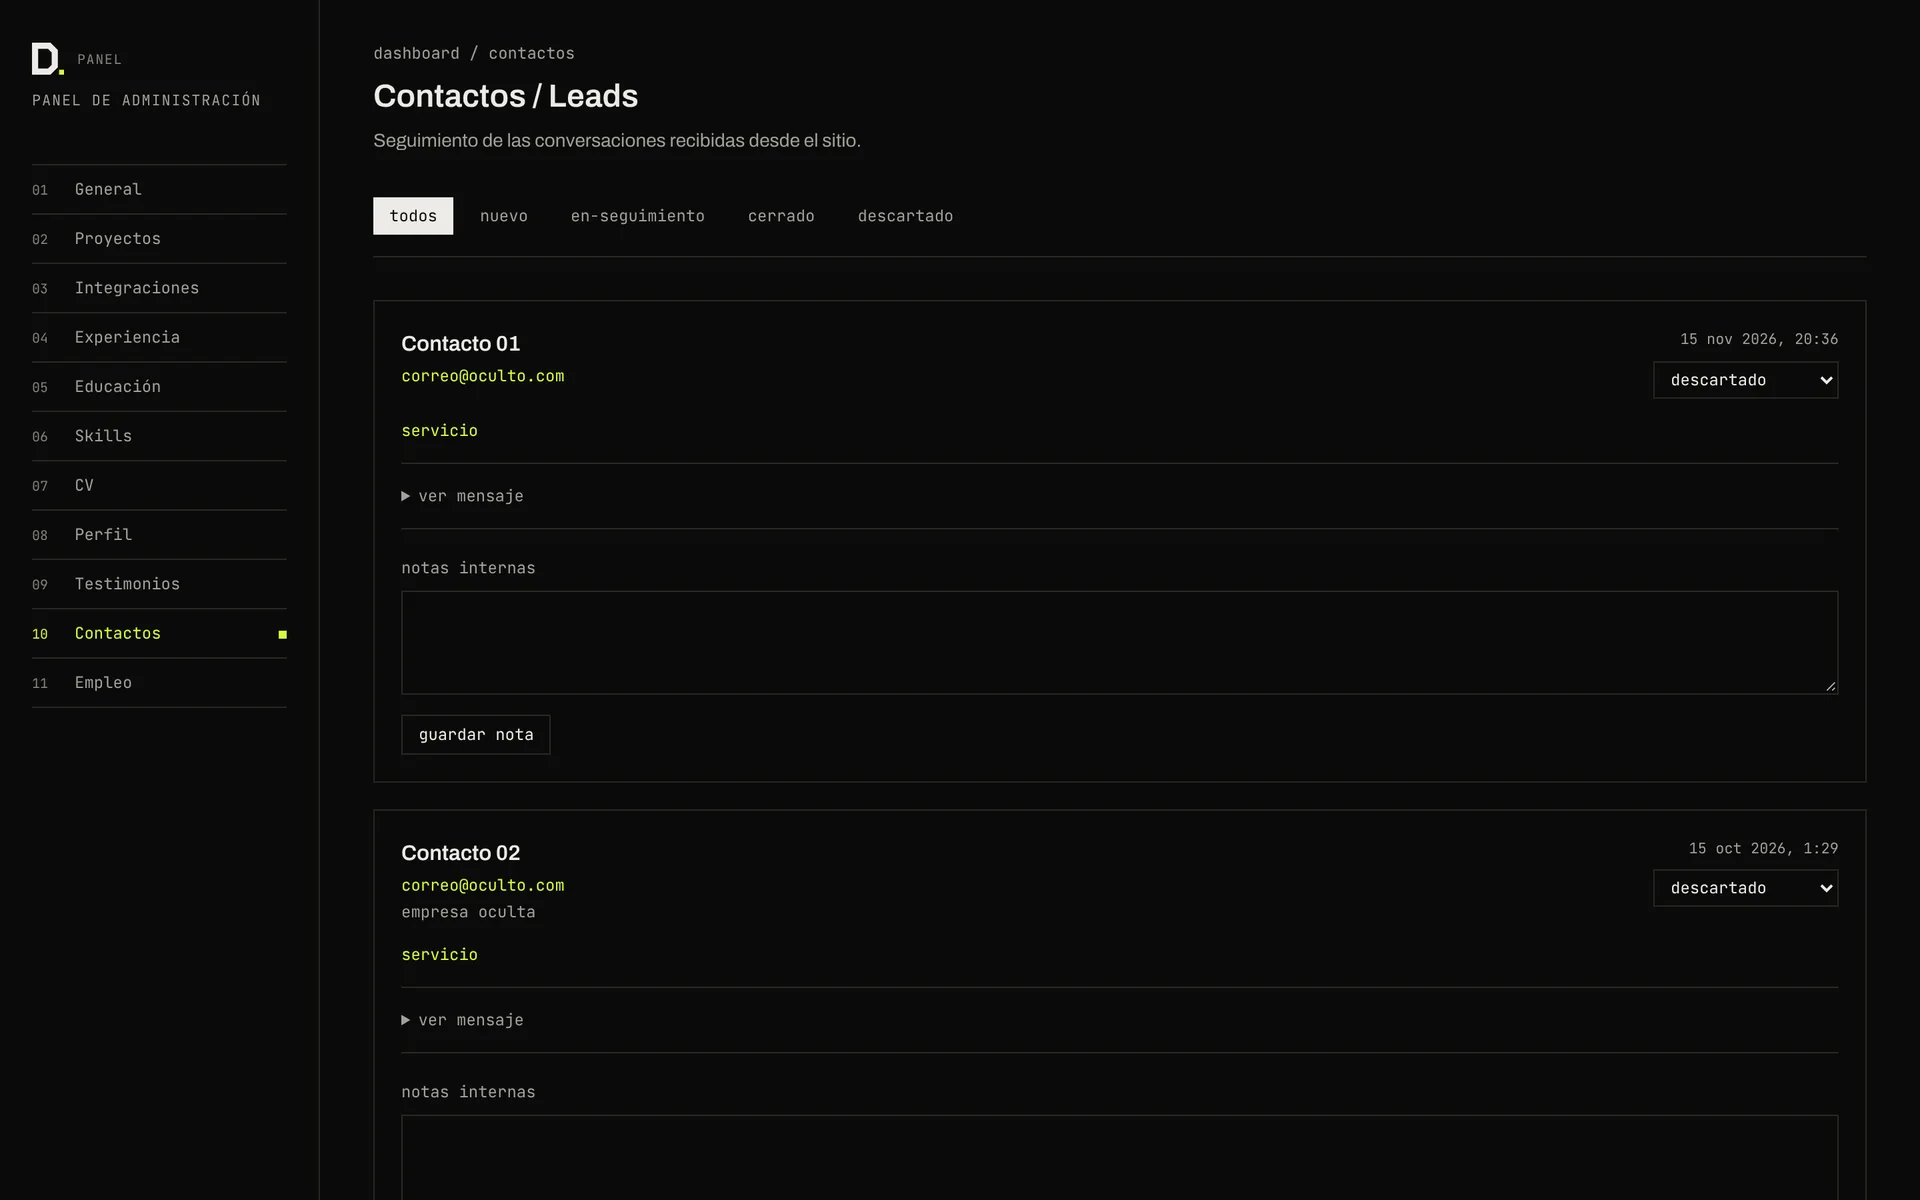 D. PANEL
PANEL DE ADMINISTRACIÓN
01 General
02 Proyectos
03 Integraciones
04 Experiencia
05 Educación
06 Skills
07 CV
08 Perfil
09 Testimonios
10 Contactos
11 Empleo
dashboard / contactos
Contactos / Leads
Seguimiento de las conversaciones recibidas desde el sitio.
todos nuevo en-seguimiento cerrado descartado
Contacto 01
15 nov 2026, 20:36
correo@oculto.com
descartado
servicio
ver mensaje
notas internas
guardar nota
Contacto 02
15 oct 2026, 1:29
correo@oculto.com
descartado
empresa oculta
servicio
ver mensaje
notas internas